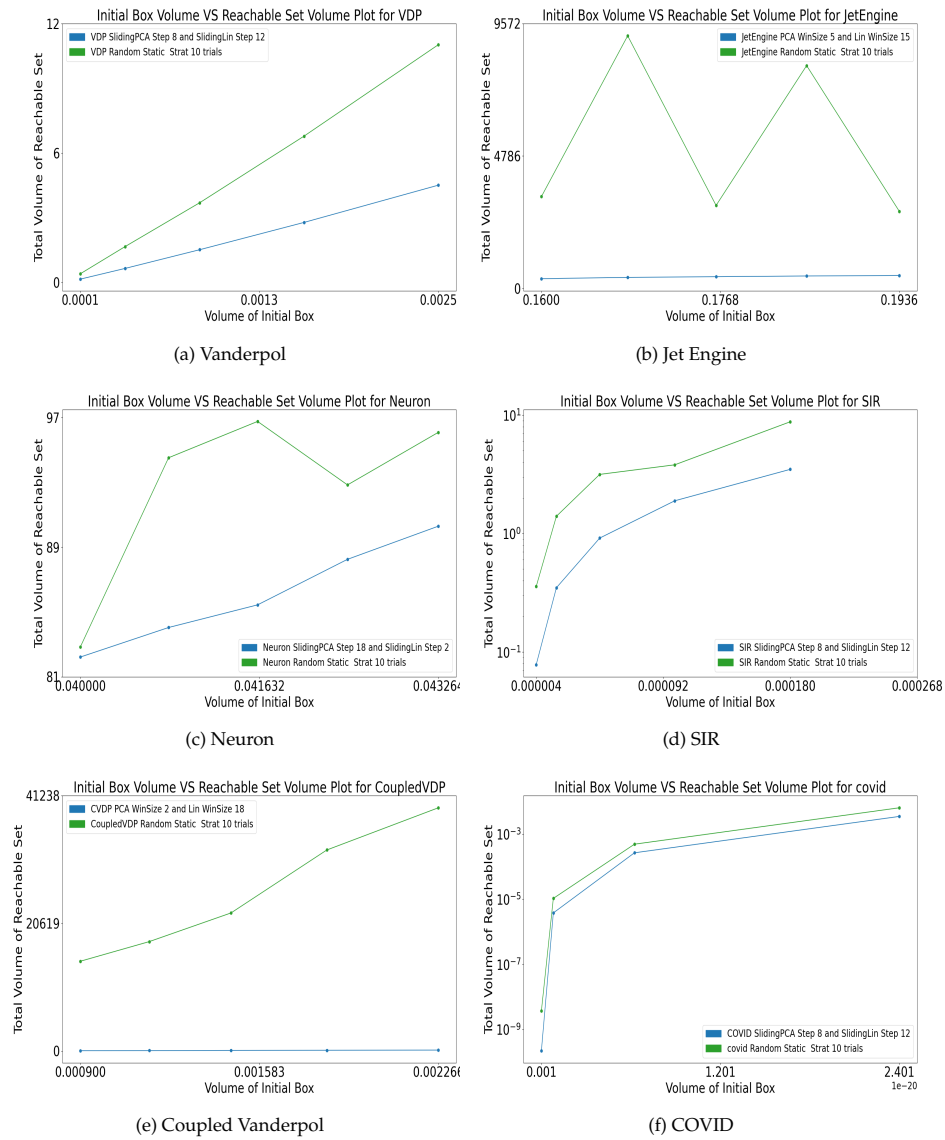 Initial Box Volume VS Reachable Set Volume Plot for VDP
12
6
0
Total Volume of Reachable Set
VDP SlidingPCA Step 8 and SlidingLin Step 12
VDP Random Static Strat 10 trials
0.0001 0.0013 0.0025
Volume of Initial Box
(a) Vanderpol
Initial Box Volume VS Reachable Set Volume Plot for JetEngine
9572
4786
0
Total Volume of Reachable Set
JetEngine PCA WinSize 5 and Lin WinSize 15
JetEngine Random Static Strat 10 trials
0.1600 0.1768 0.1936
Volume of Initial Box
(b) Jet Engine
Initial Box Volume VS Reachable Set Volume Plot for Neuron
97
89
81
Total Volume of Reachable Set
Neuron SlidingPCA Step 18 and SlidingLin Step 2
Neuron Random Static Strat 10 trials
0.040000 0.041632 0.04326
Volume of Initial Box
(c) Neuron
Initial Box Volume VS Reachable Set Volume Plot for SIR
10¹
10⁰
10⁻¹
Total Volume of Reachable Set
SIR SlidingPCA Step 8 and SlidingLin Step 12
SIR Random Static Strat 10 trials
0.000004 0.000092 0.000180 0.000268
Volume of Initial Box
(d) SIR
Initial Box Volume VS Reachable Set Volume Plot for CoupledVDP
41238
20619
0
Total Volume of Reachable Set
CVDP PCA WinSize 2 and Lin WinSize 18
CoupledVDP Random Static Strat 10 trials
0.000900 0.001583 0.00226
Volume of Initial Box
(e) Coupled Vanderpol
Initial Box Volume VS Reachable Set Volume Plot for covid
10⁻³
10⁻⁵
10⁻⁷
10⁻⁹
Total Volume of Reachable Set
COVID SlidingPCA Step 8 and SlidingLin Step 12
covid Random Static Strat 10 trials
0.001 1.201 2.401
1e−20
Volume of Initial Box
(f) COVID